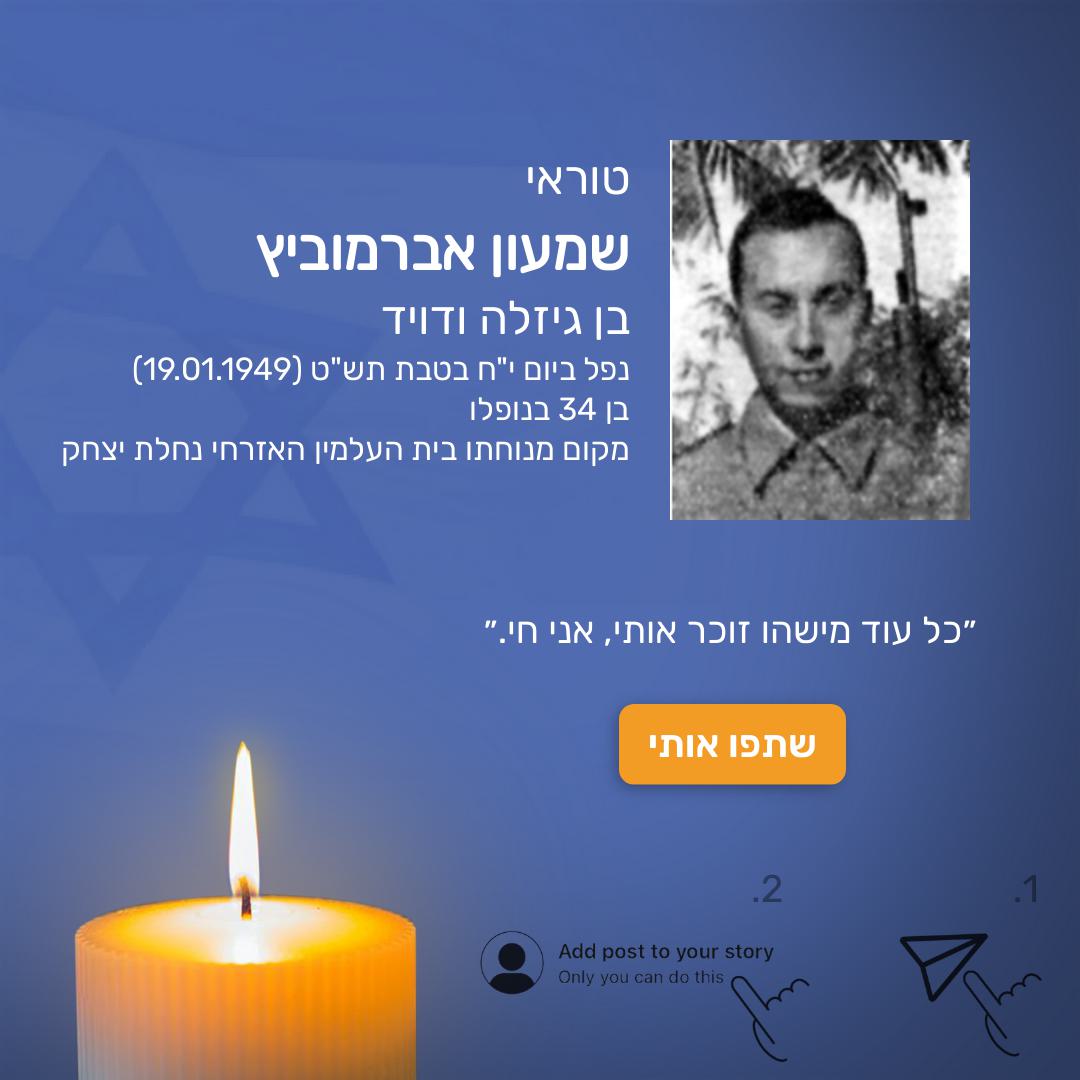 טוראי
שמעון אברמוביץ
בן גיזלה ודויד
נפל ביום י"ח בטבת תש"ט (19.01.1949)
בן 34 בנופלו
מקום מנוחתו בית העלמין האזרחי נחלת יצחק
״כל עוד מישהו זוכר אותי, אני חי.״
שתפו אותי
1.
2.
Add post to your story
Only you can do this